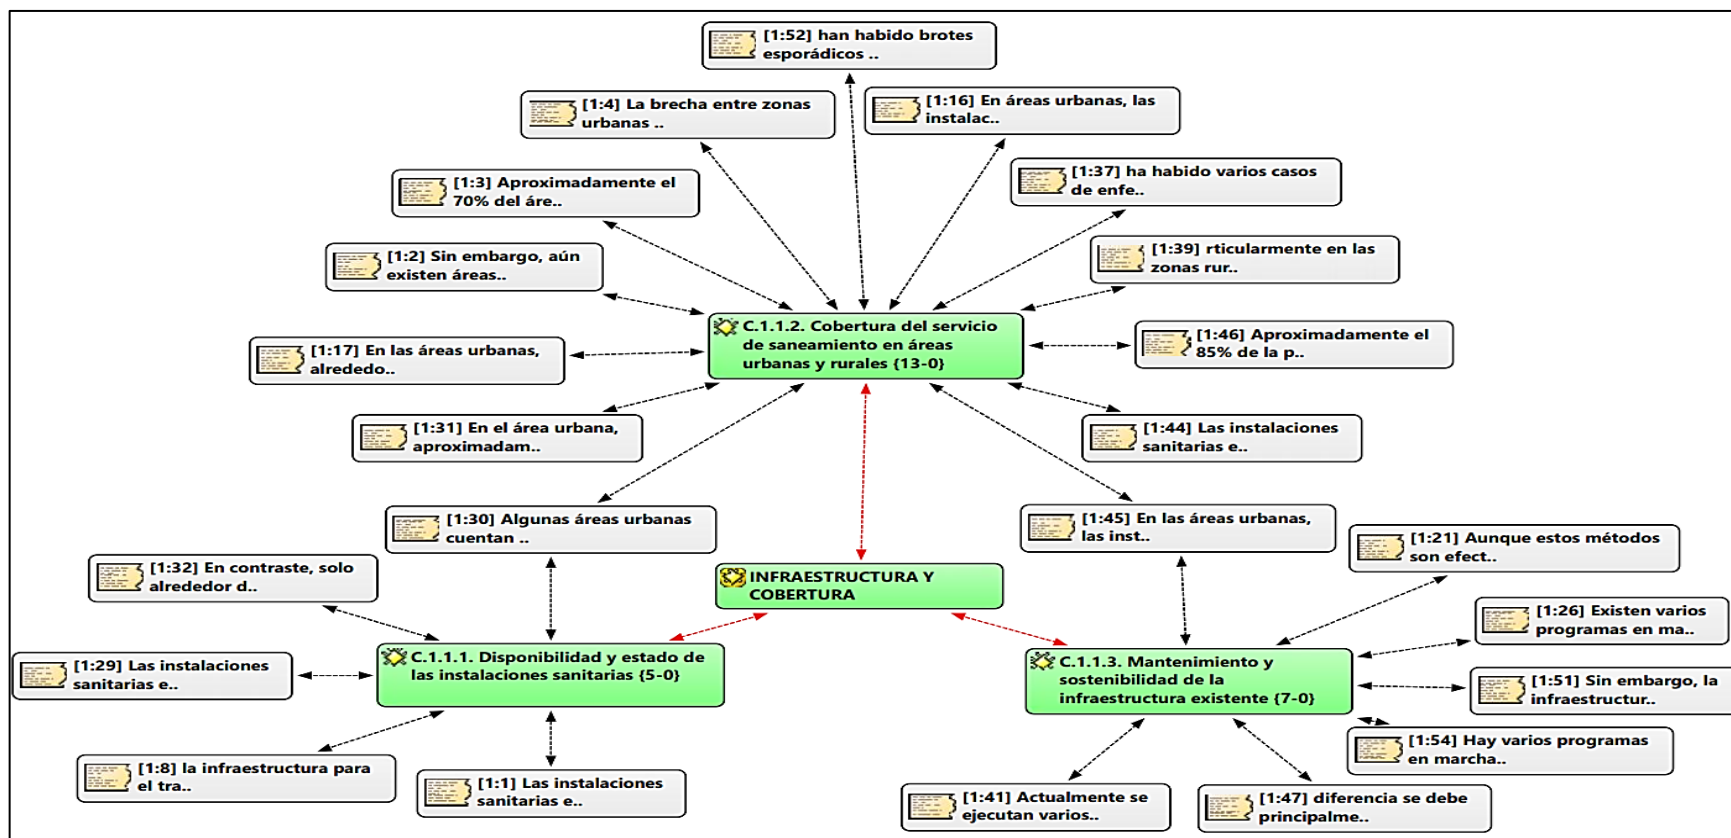 [1:52] han habido brotes
esporádicos ..
[1:4] La brecha entre zonas
urbanas ..
[1:16] En áreas urbanas, las
instalac..
[1:3] Aproximadamente el
70% del áre..
[1:37] ha habido varios casos
de enfe..
[1:2] Sin embargo, aún
existen áreas..
[1:39] rticularmente en las
zonas rur..
C.1.1.2. Cobertura del servicio
de saneamiento en áreas
urbanas y rurales {13-0}
[1:17] En las áreas urbanas,
alrededo..
[1:46] Aproximadamente el
85% de la p..
[1:31] En el área urbana,
aproximadam..
[1:44] Las instalaciones
sanitarias e..
[1:30] Algunas áreas urbanas
cuentan ..
[1:45] En las áreas urbanas,
las inst..
[1:21] Aunque estos métodos
son efect..
[1:32] En contraste, solo
alrededor d..
INFRAESTRUCTURA Y
COBERTURA
[1:26] Existen varios
programas en ma..
[1:29] Las instalaciones
sanitarias e..
C.1.1.1. Disponibilidad y estado de
las instalaciones sanitarias {5-0}
C.1.1.3. Mantenimiento y
sostenibilidad de la
infraestructura existente {7-0}
[1:51] Sin embargo, la
infraestructur..
[1:54] Hay varios programas
en marcha..
[1:8] la infraestructura para
el tra..
[1:1] Las instalaciones
sanitarias e..
[1:41] Actualmente se
ejecutan varios..
[1:47] diferencia se debe
principalme..